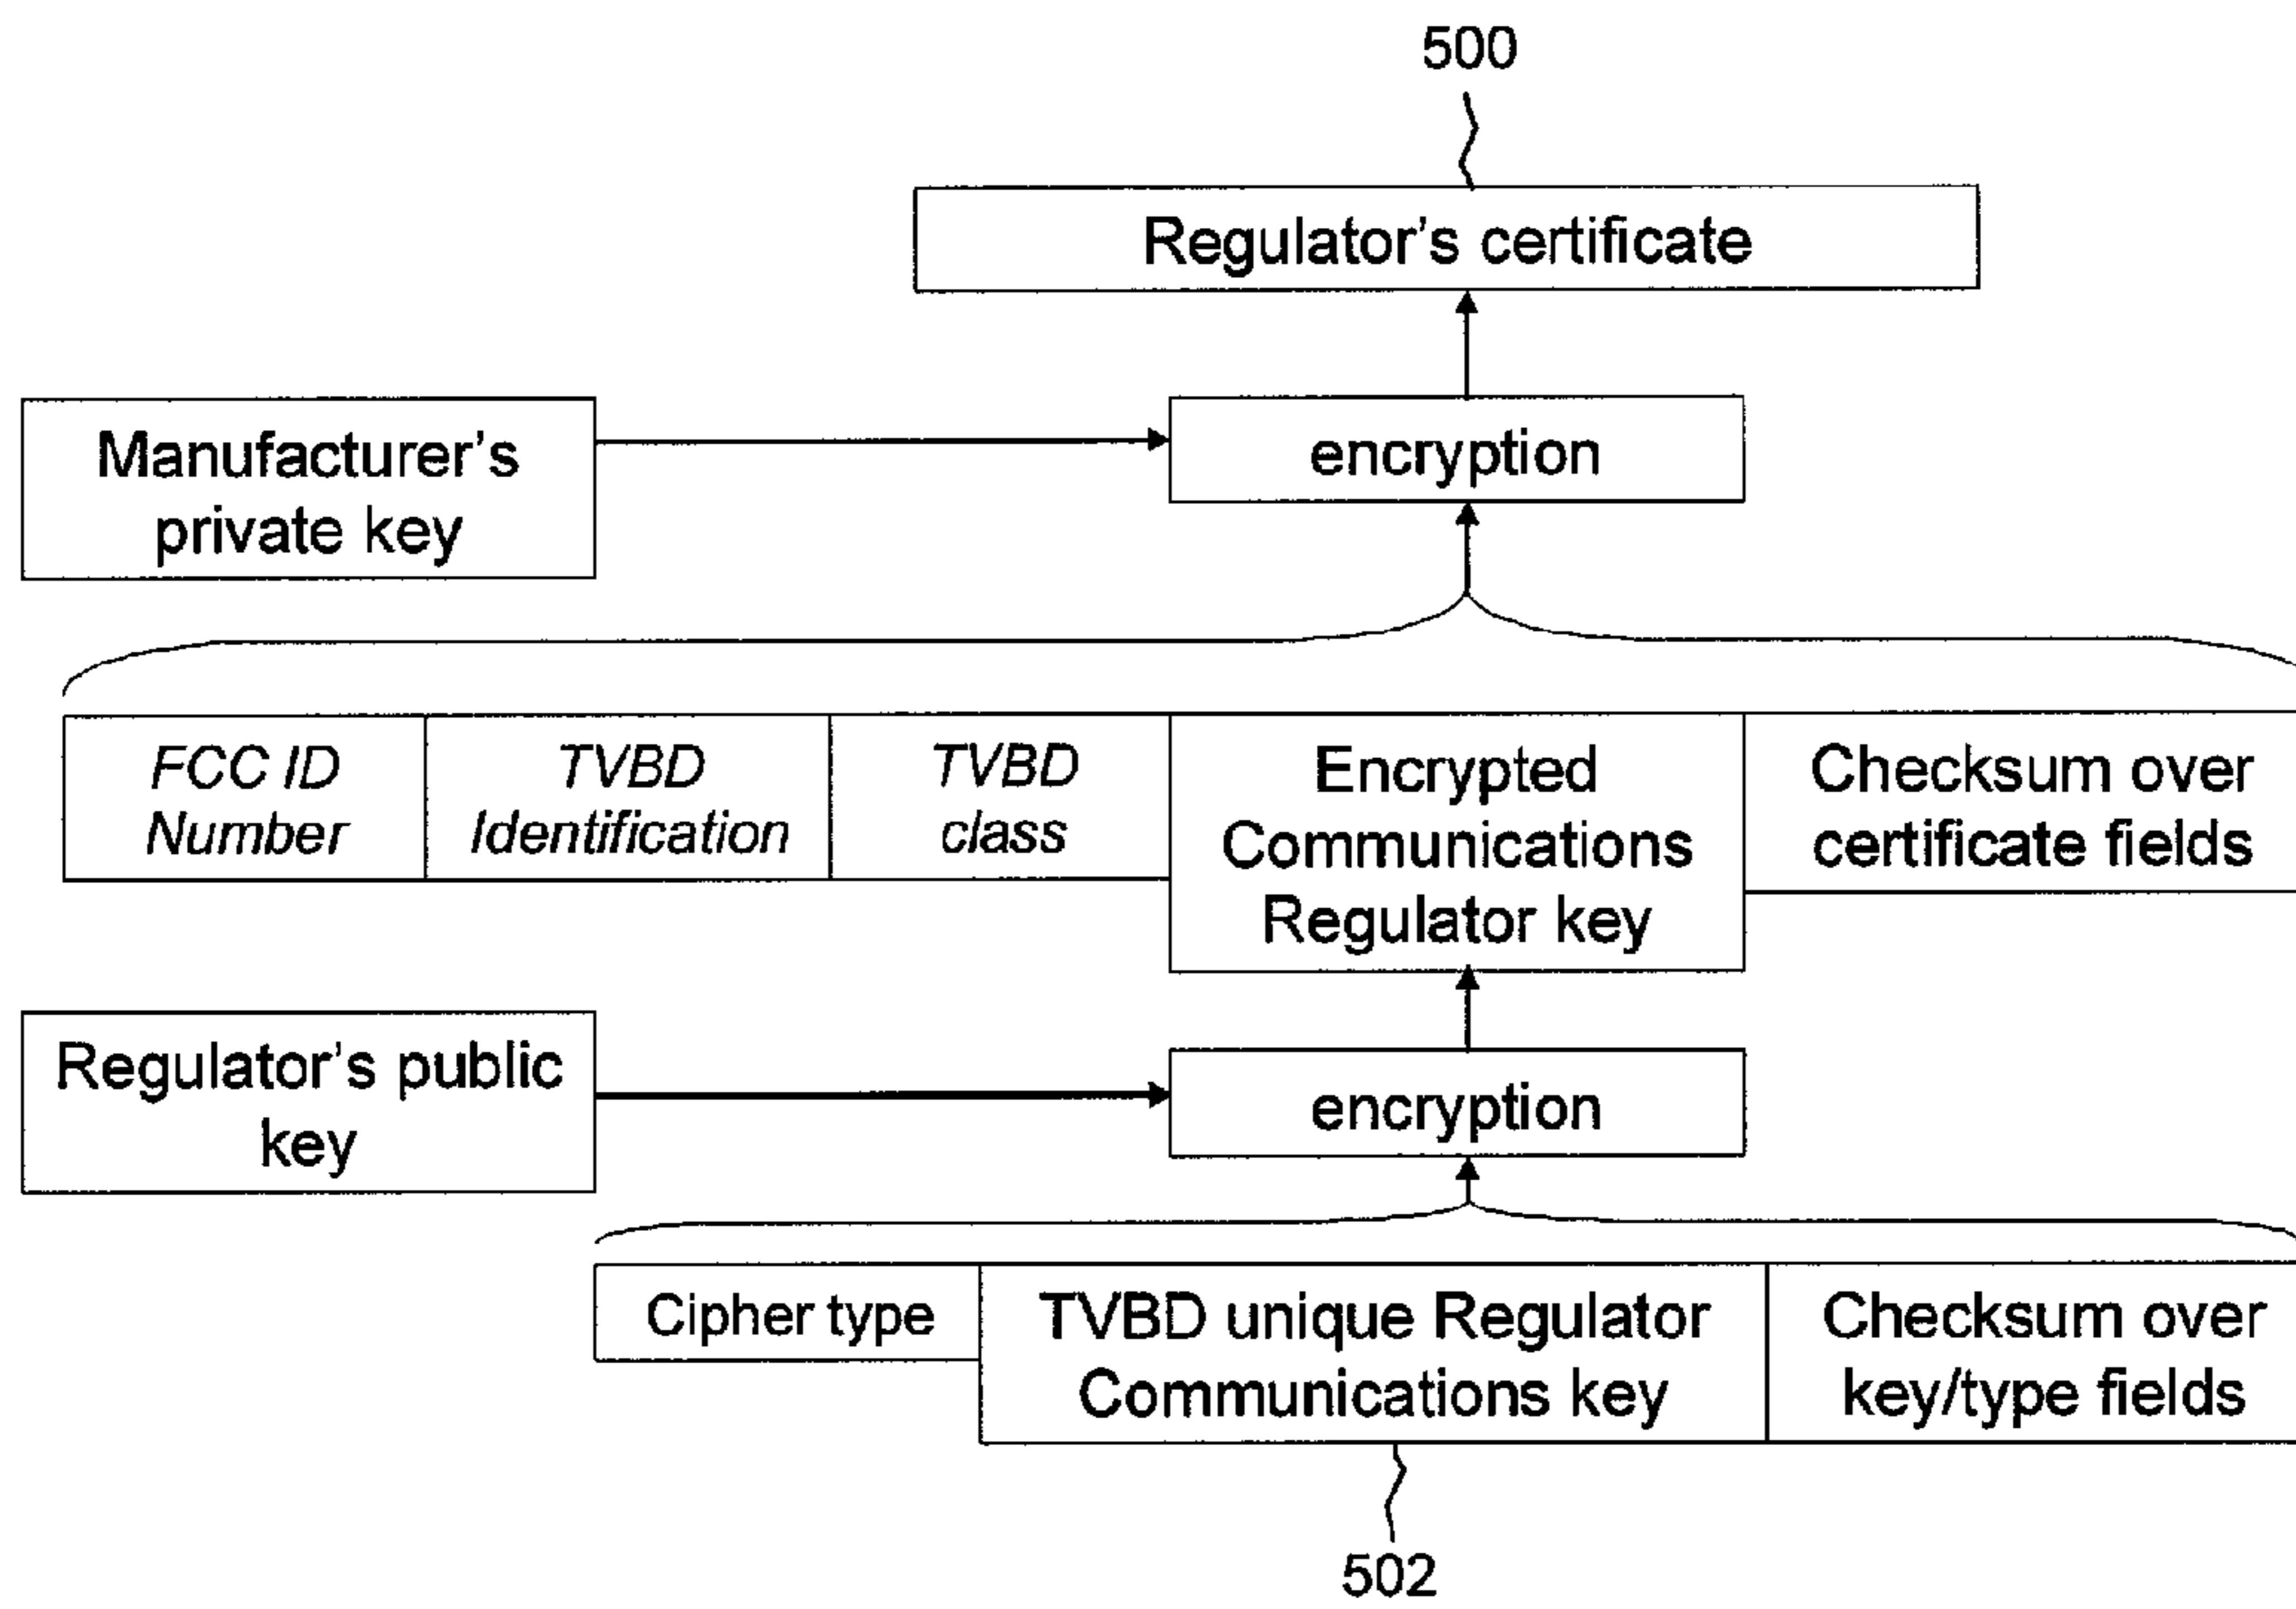 500
Regulator's certificate
Manufacturer's
private key
encryption
FCC ID
Number
TVBD
Identification
TVBD
class
Encrypted
Communications
Regulator key
Checksum over
certificate fields
Regulator's public
key
encryption
Cipher type
TVBD unique Regulator
Communications key
Checksum over
key/type fields
502